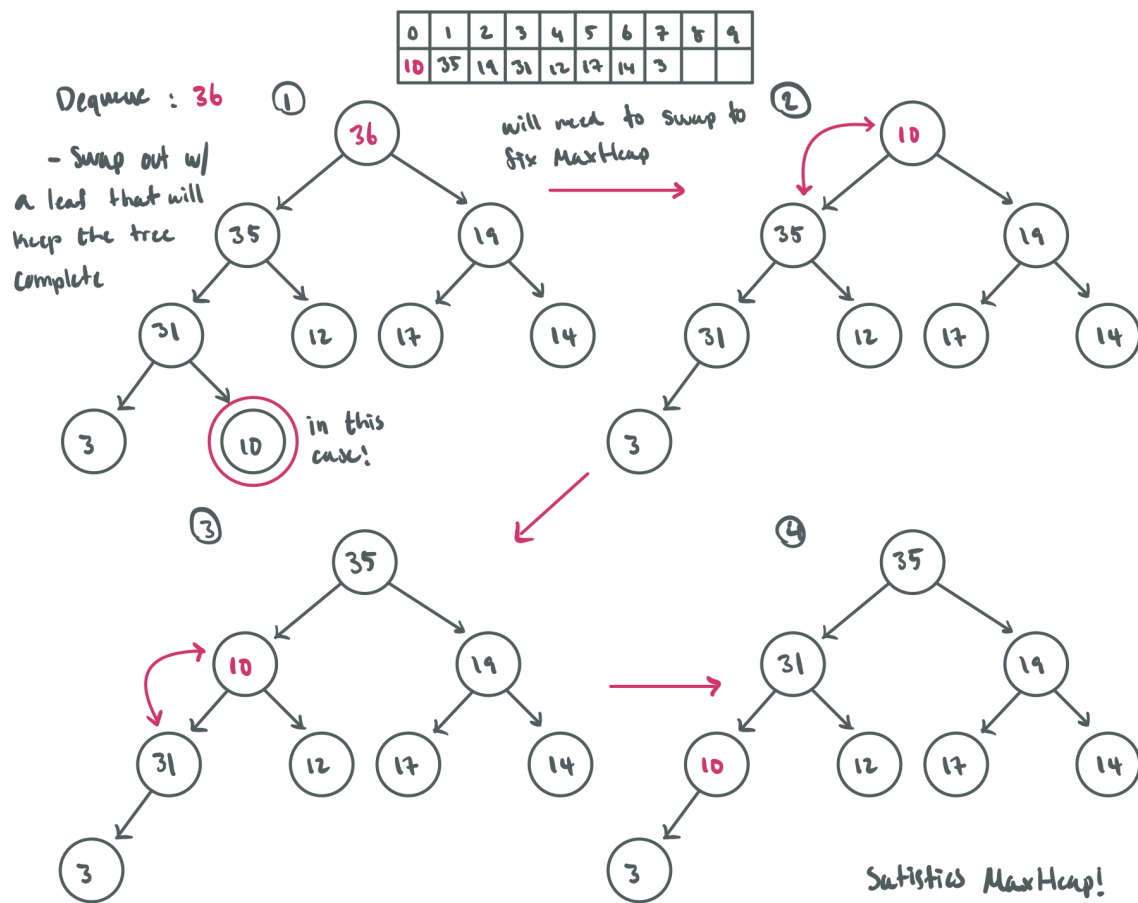 0 1 2 3 4 5 6 7 8 9
10 35 19 31 12 17 14 3
Dequeue : 36
- Swap out w/
a leaf that will
keep the tree
complete
1
36
35 19
31 12 17 14
3 10
in this
case!
will need to swap to
fix MaxHeap
2
10
35 19
31 12 17 14
3
3
35
10 19
31 12 17 14
3
4
35
31 19
10 12 17 14
3
Satisfies MaxHeap!